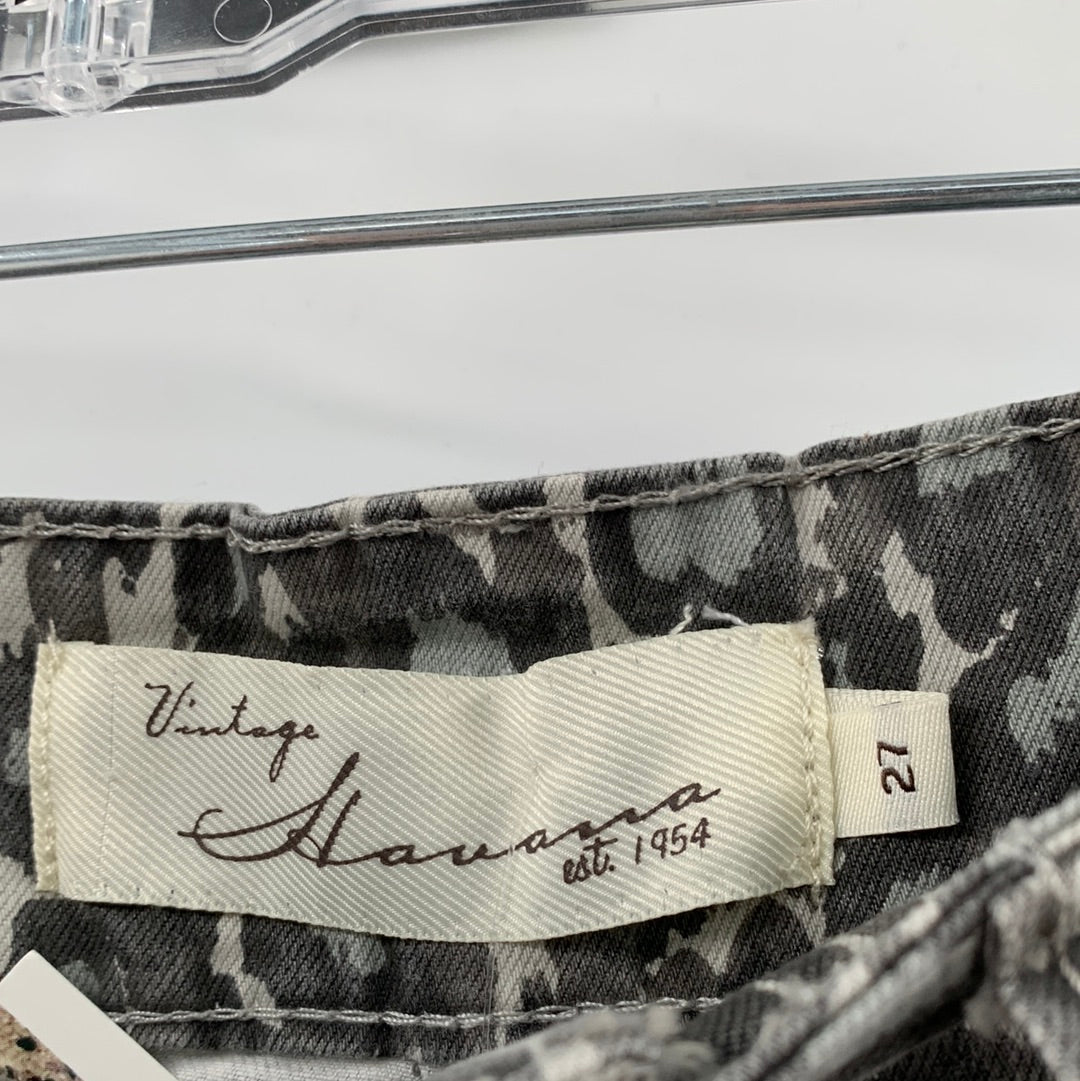 Vintage
Havana
est. 1954
27